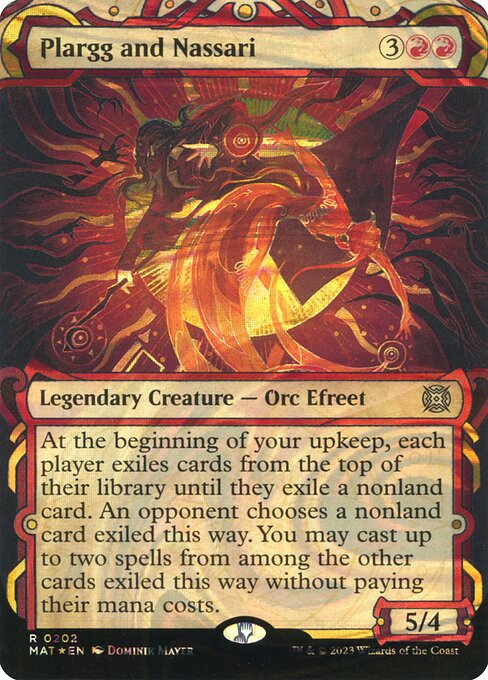 Plargg and Nassari 3
Legendary Creature — Orc Efreet
At the beginning of your upkeep, each
player exiles cards from the top of
their library until they exile a nonland
card. An opponent chooses a nonland
card exiled this way. You may cast up
to two spells from among the other
cards exiled this way without paying
their mana costs.
5/4
R 0202
MAT★EN Dominik Mayer
™ & © 2023 Wizards of the Coast